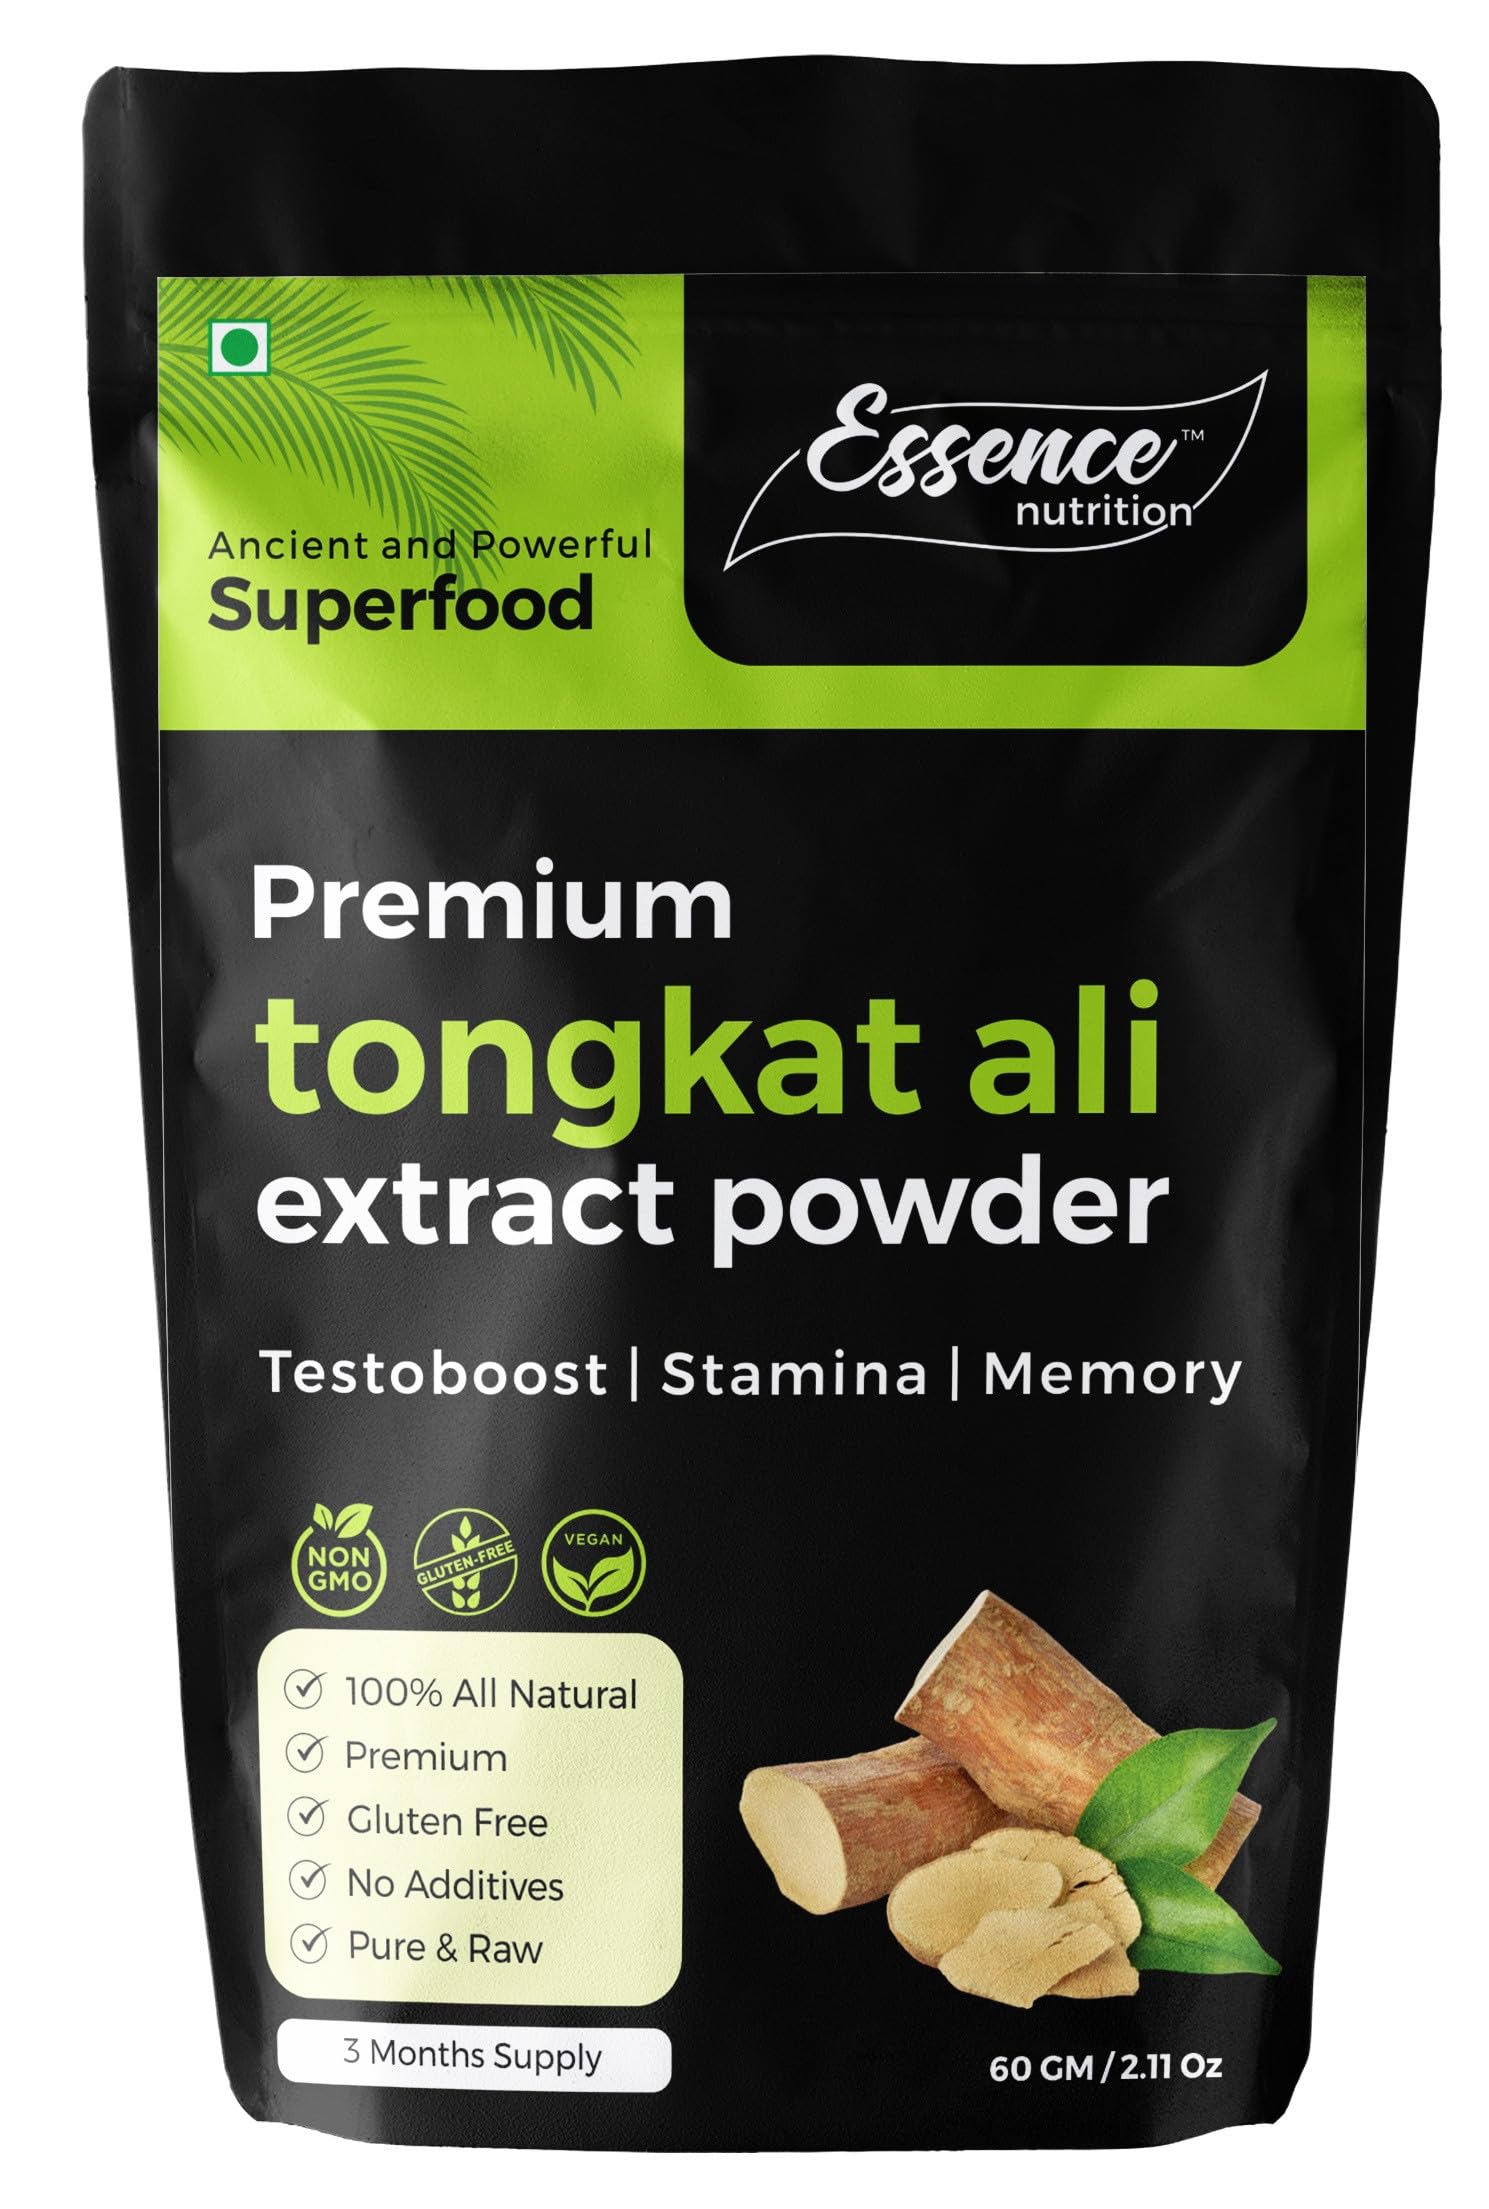 Ancient and Powerful
Superfood
Essence™
nutrition
Premium
tongkat ali
extract powder
Testoboost | Stamina | Memory
NON
GMO
GLUTEN-FREE
VEGAN
100% All Natural
Premium
Gluten Free
No Additives
Pure & Raw
3 Months Supply
60 GM / 2.11 Oz